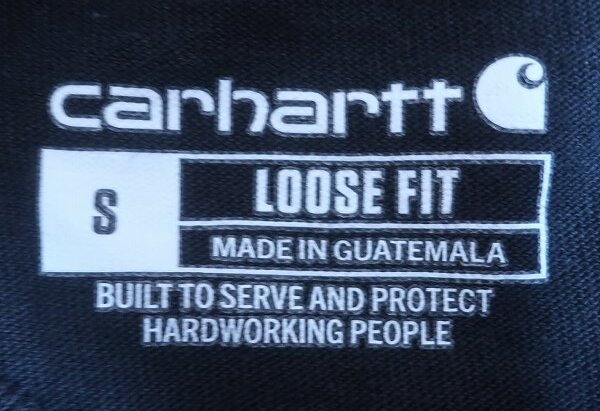 carhartt
S
LOOSE FIT
MADE IN GUATEMALA
BUILT TO SERVE AND PROTECT
HARDWORKING PEOPLE